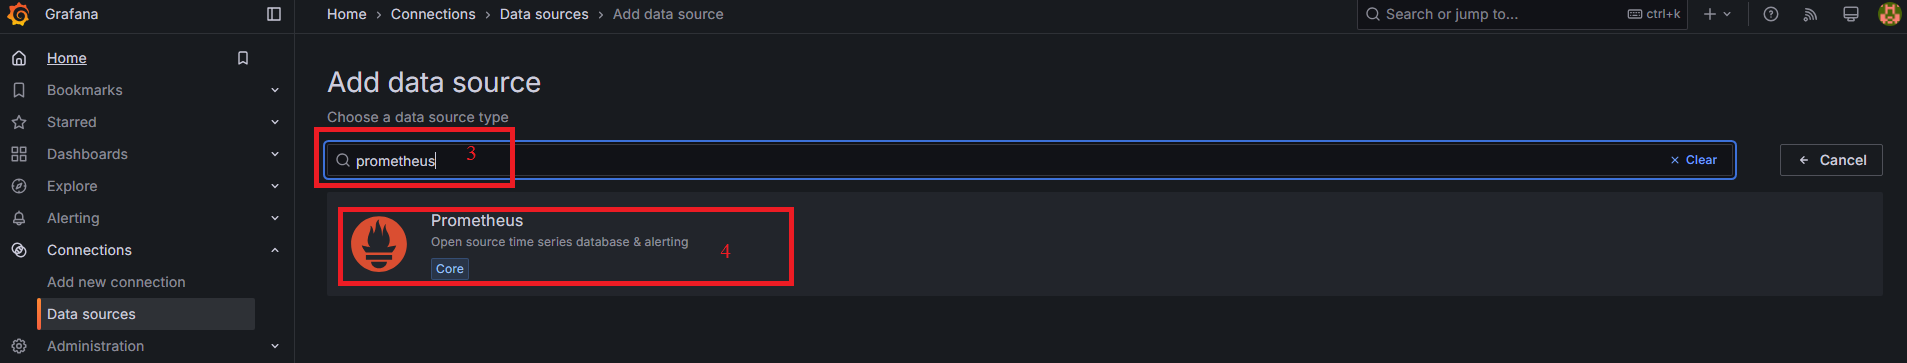 Grafana
Home > Connections > Data sources > Add data source
Search or jump to...
ctrl+k
Home
Bookmarks
Starred
Dashboards
Explore
Alerting
Connections
Add new connection
Data sources
Administration
Add data source
Choose a data source type
prometheus
3
Clear
Cancel
Prometheus
Open source time series database & alerting
4
Core